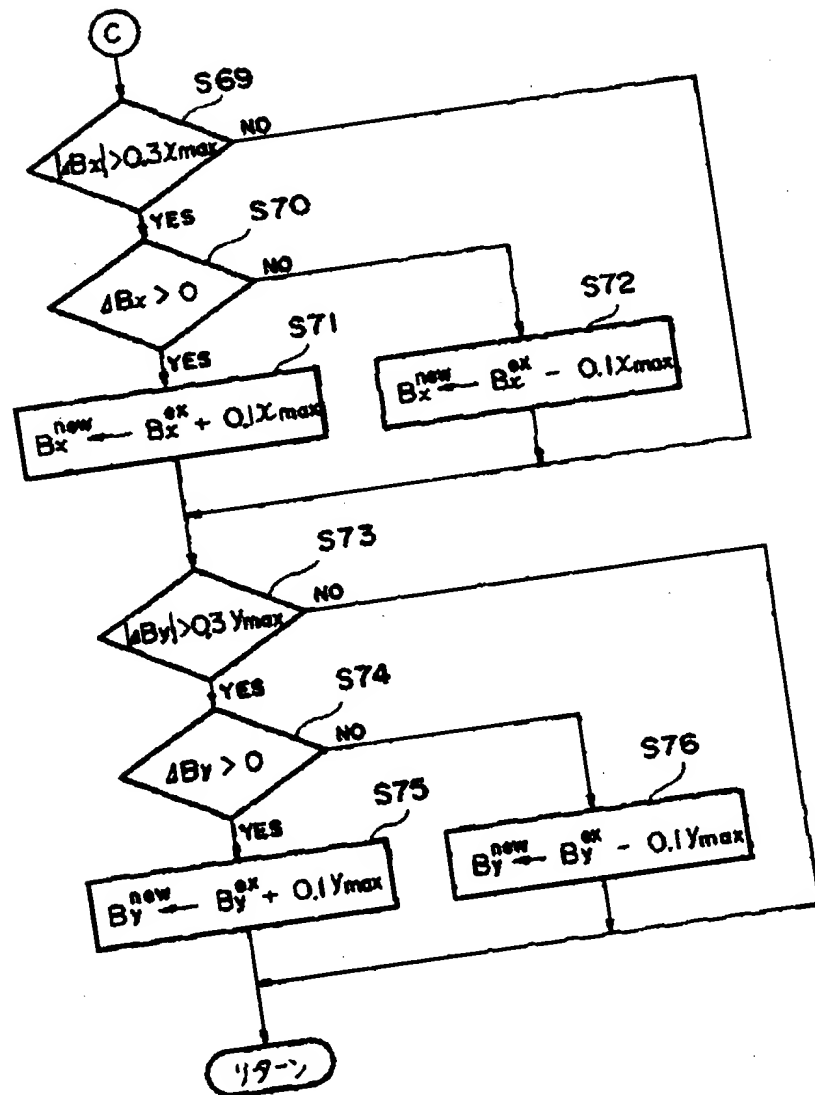 C
S69
|ΔBx|>0.3Xmax
NO
YES
S70
ΔBx > 0
NO
YES
S71
Bx^new ← Bx^ex + 0.1Xmax
S72
Bx^new ← Bx^ex - 0.1Xmax
S73
|ΔBy|>0.3Ymax
NO
YES
S74
ΔBy > 0
NO
YES
S75
By^new ← By^ex + 0.1Ymax
S76
By^new ← By^ex - 0.1Ymax
リターン